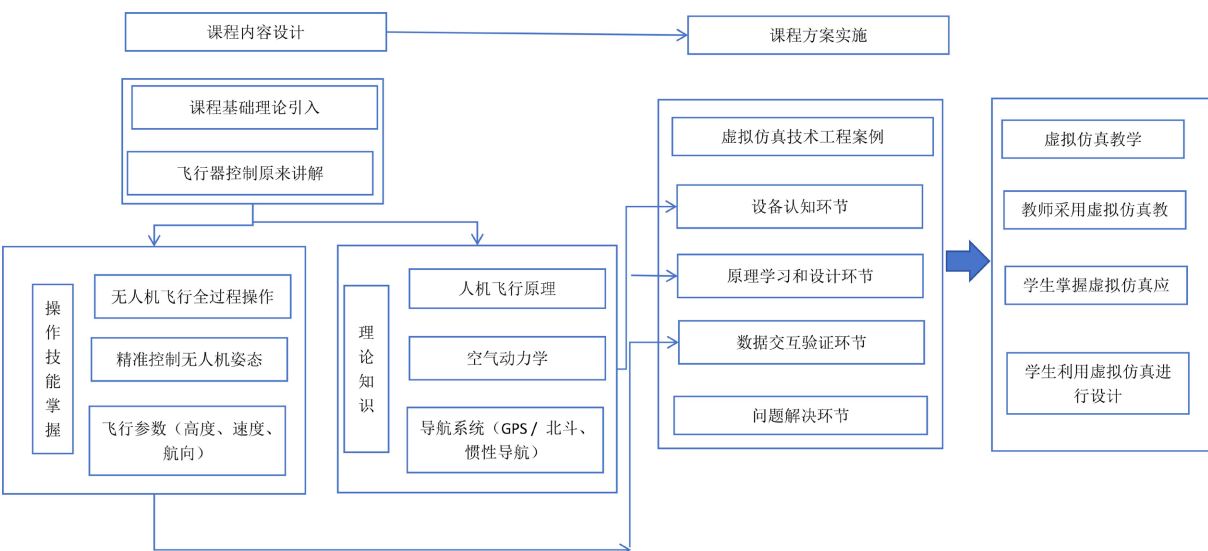 课程内容设计
课程方案实施
课程基础理论引入
飞行器控制原来讲解
操作技能掌握
无人机飞行全过程操作
精准控制无人机姿态
飞行参数（高度、速度、
航向）
理论知识
人机飞行原理
空气动力学
导航系统（GPS / 北斗、
惯性导航）
虚拟仿真技术工程案例
设备认知环节
原理学习和设计环节
数据交互验证环节
问题解决环节
虚拟仿真教学
教师采用虚拟仿真教
学生掌握虚拟仿真应
学生利用虚拟仿真进
行设计